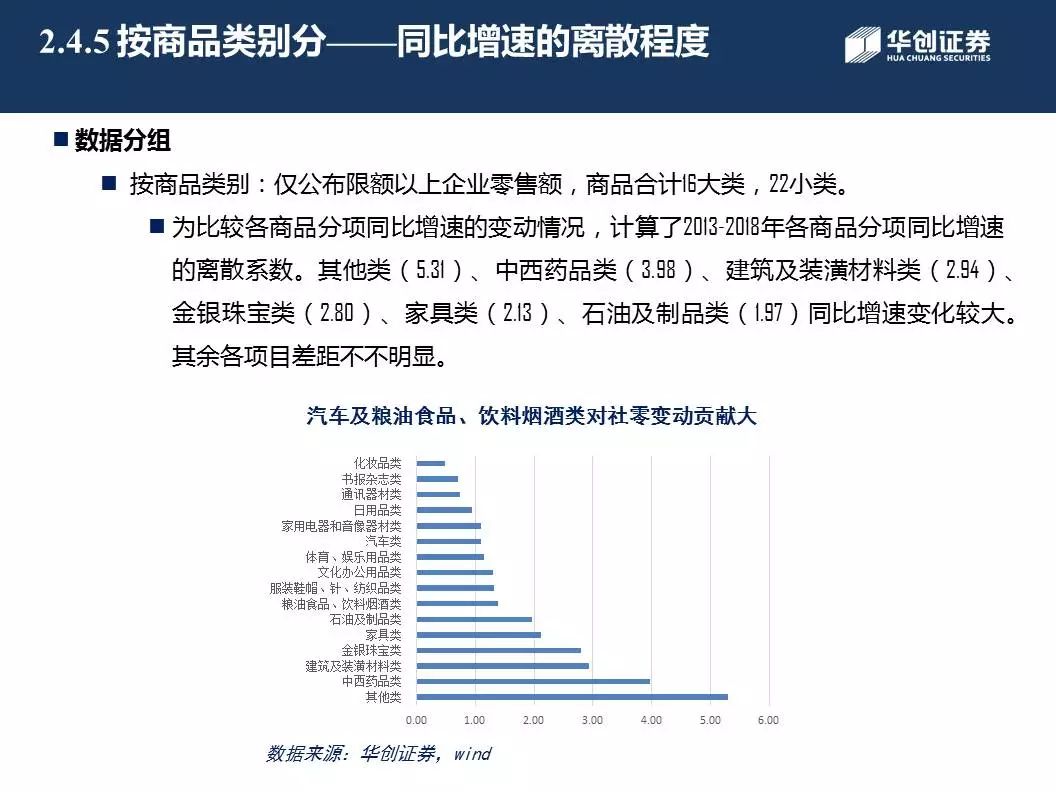 2.4.5 按商品类别分——同比增速的离散程度
华创证券
HUA CHUANG SECURITIES
数据分组
按商品类别：仅公布限额以上企业零售额，商品合计16大类，22小类。
为比较各商品分项同比增速的变动情况，计算了2013-2018年各商品分项同比增速
的离散系数。其他类（5.31）、中西药品类（3.98）、建筑及装潢材料类（2.94）、
金银珠宝类（2.80）、家具类（2.13）、石油及制品类（1.97）同比增速变化较大。
其余各项目差距不不明显。
汽车及粮油食品、饮料烟酒类对社零变动贡献大
化妆品类
书报杂志类
通讯器材类
日用品类
家用电器和音像器材类
汽车类
体育、娱乐用品类
文化办公用品类
服装鞋帽、针、纺织品类
粮油食品、饮料烟酒类
石油及制品类
家具类
金银珠宝类
建筑及装潢材料类
中西药品类
其他类
0.00 1.00 2.00 3.00 4.00 5.00 6.00
数据来源：华创证券，wind